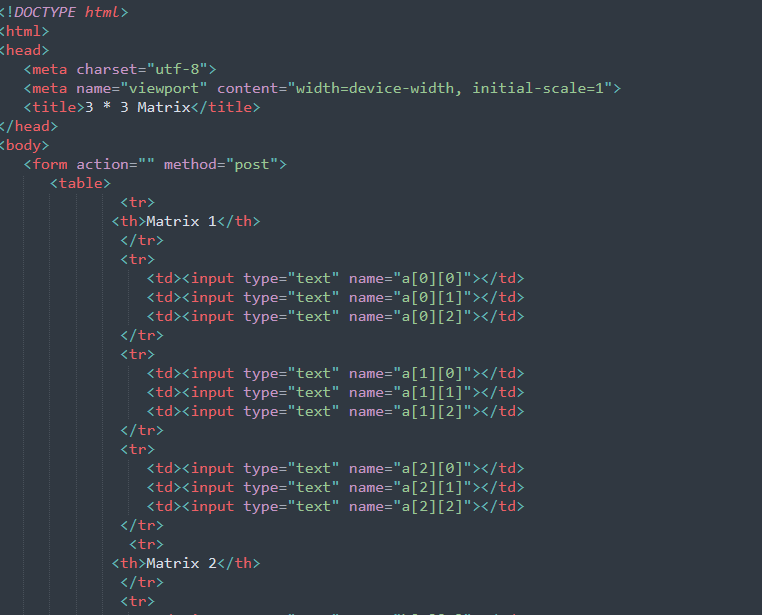 <!DOCTYPE html>
<html>
<head>
<meta charset="utf-8">
<meta name="viewport" content="width=device-width, initial-scale=1">
<title>3 * 3 Matrix</title>
</head>
<body>
<form action="" method="post">
<table>
<tr>
<th>Matrix 1</th>
</tr>
<tr>
<td><input type="text" name="a[0][0]"></td>
<td><input type="text" name="a[0][1]"></td>
<td><input type="text" name="a[0][2]"></td>
</tr>
<tr>
<td><input type="text" name="a[1][0]"></td>
<td><input type="text" name="a[1][1]"></td>
<td><input type="text" name="a[1][2]"></td>
</tr>
<tr>
<td><input type="text" name="a[2][0]"></td>
<td><input type="text" name="a[2][1]"></td>
<td><input type="text" name="a[2][2]"></td>
</tr>
<tr>
<th>Matrix 2</th>
</tr>
<tr>